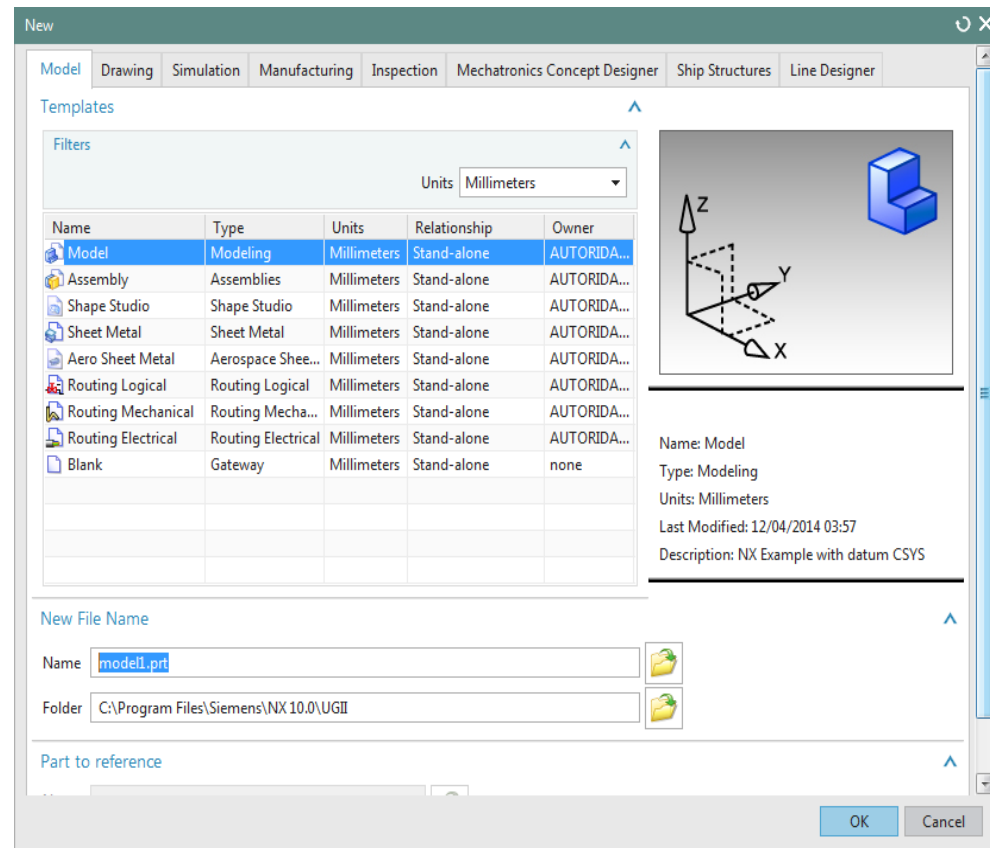 New
Model Drawing Simulation Manufacturing Inspection Mechatronics Concept Designer Ship Structures Line Designer
Templates
Filters
Units Millimeters
Name Type Units Relationship Owner
Model Modeling Millimeters Stand-alone AUTORIDA...
Assembly Assemblies Millimeters Stand-alone AUTORIDA...
Shape Studio Shape Studio Millimeters Stand-alone AUTORIDA...
Sheet Metal Sheet Metal Millimeters Stand-alone AUTORIDA...
Aero Sheet Metal Aerospace Shee... Millimeters Stand-alone AUTORIDA...
Routing Logical Routing Logical Millimeters Stand-alone AUTORIDA...
Routing Mechanical Routing Mecha... Millimeters Stand-alone AUTORIDA...
Routing Electrical Routing Electrical Millimeters Stand-alone AUTORIDA...
Blank Gateway Millimeters Stand-alone none
Z
Y
X
Name: Model
Type: Modeling
Units: Millimeters
Last Modified: 12/04/2014 03:57
Description: NX Example with datum CSYS
New File Name
Name model1.prt
Folder C:\Program Files\Siemens\NX 10.0\UGII
Part to reference
OK Cancel